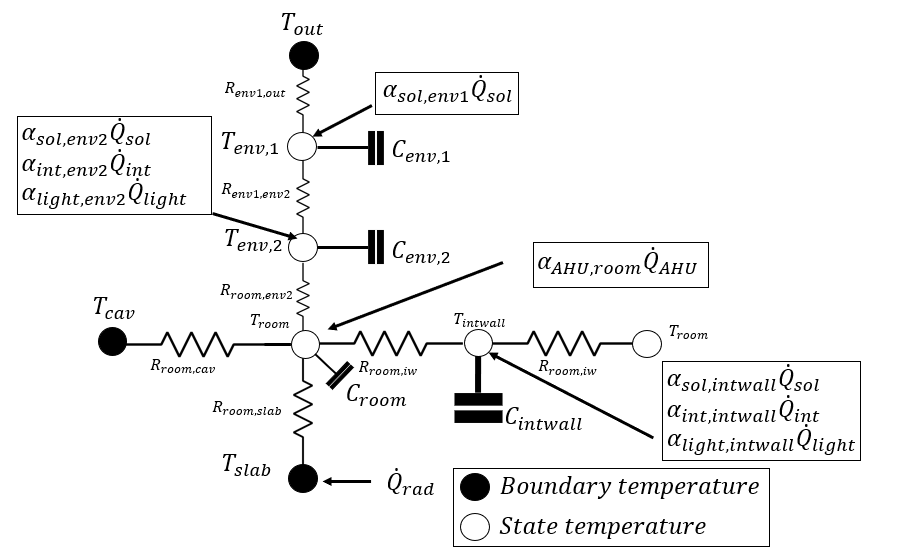 T_out
R_env1,out
α_sol,env1 Q̇_sol
T_env,1
C_env,1
α_sol,env2 Q̇_sol
α_int,env2 Q̇_int
α_light,env2 Q̇_light
R_env1,env2
T_env,2
C_env,2
α_AHU,room Q̇_AHU
R_room,env2
T_cav
T_room
T_intwall
T_room
R_room,cav
R_room,iw
R_room,iw
C_room
R_room,slab
C_intwall
α_sol,intwall Q̇_sol
α_int,intwall Q̇_int
α_light,intwall Q̇_light
T_slab
Q̇_rad
Boundary temperature
State temperature